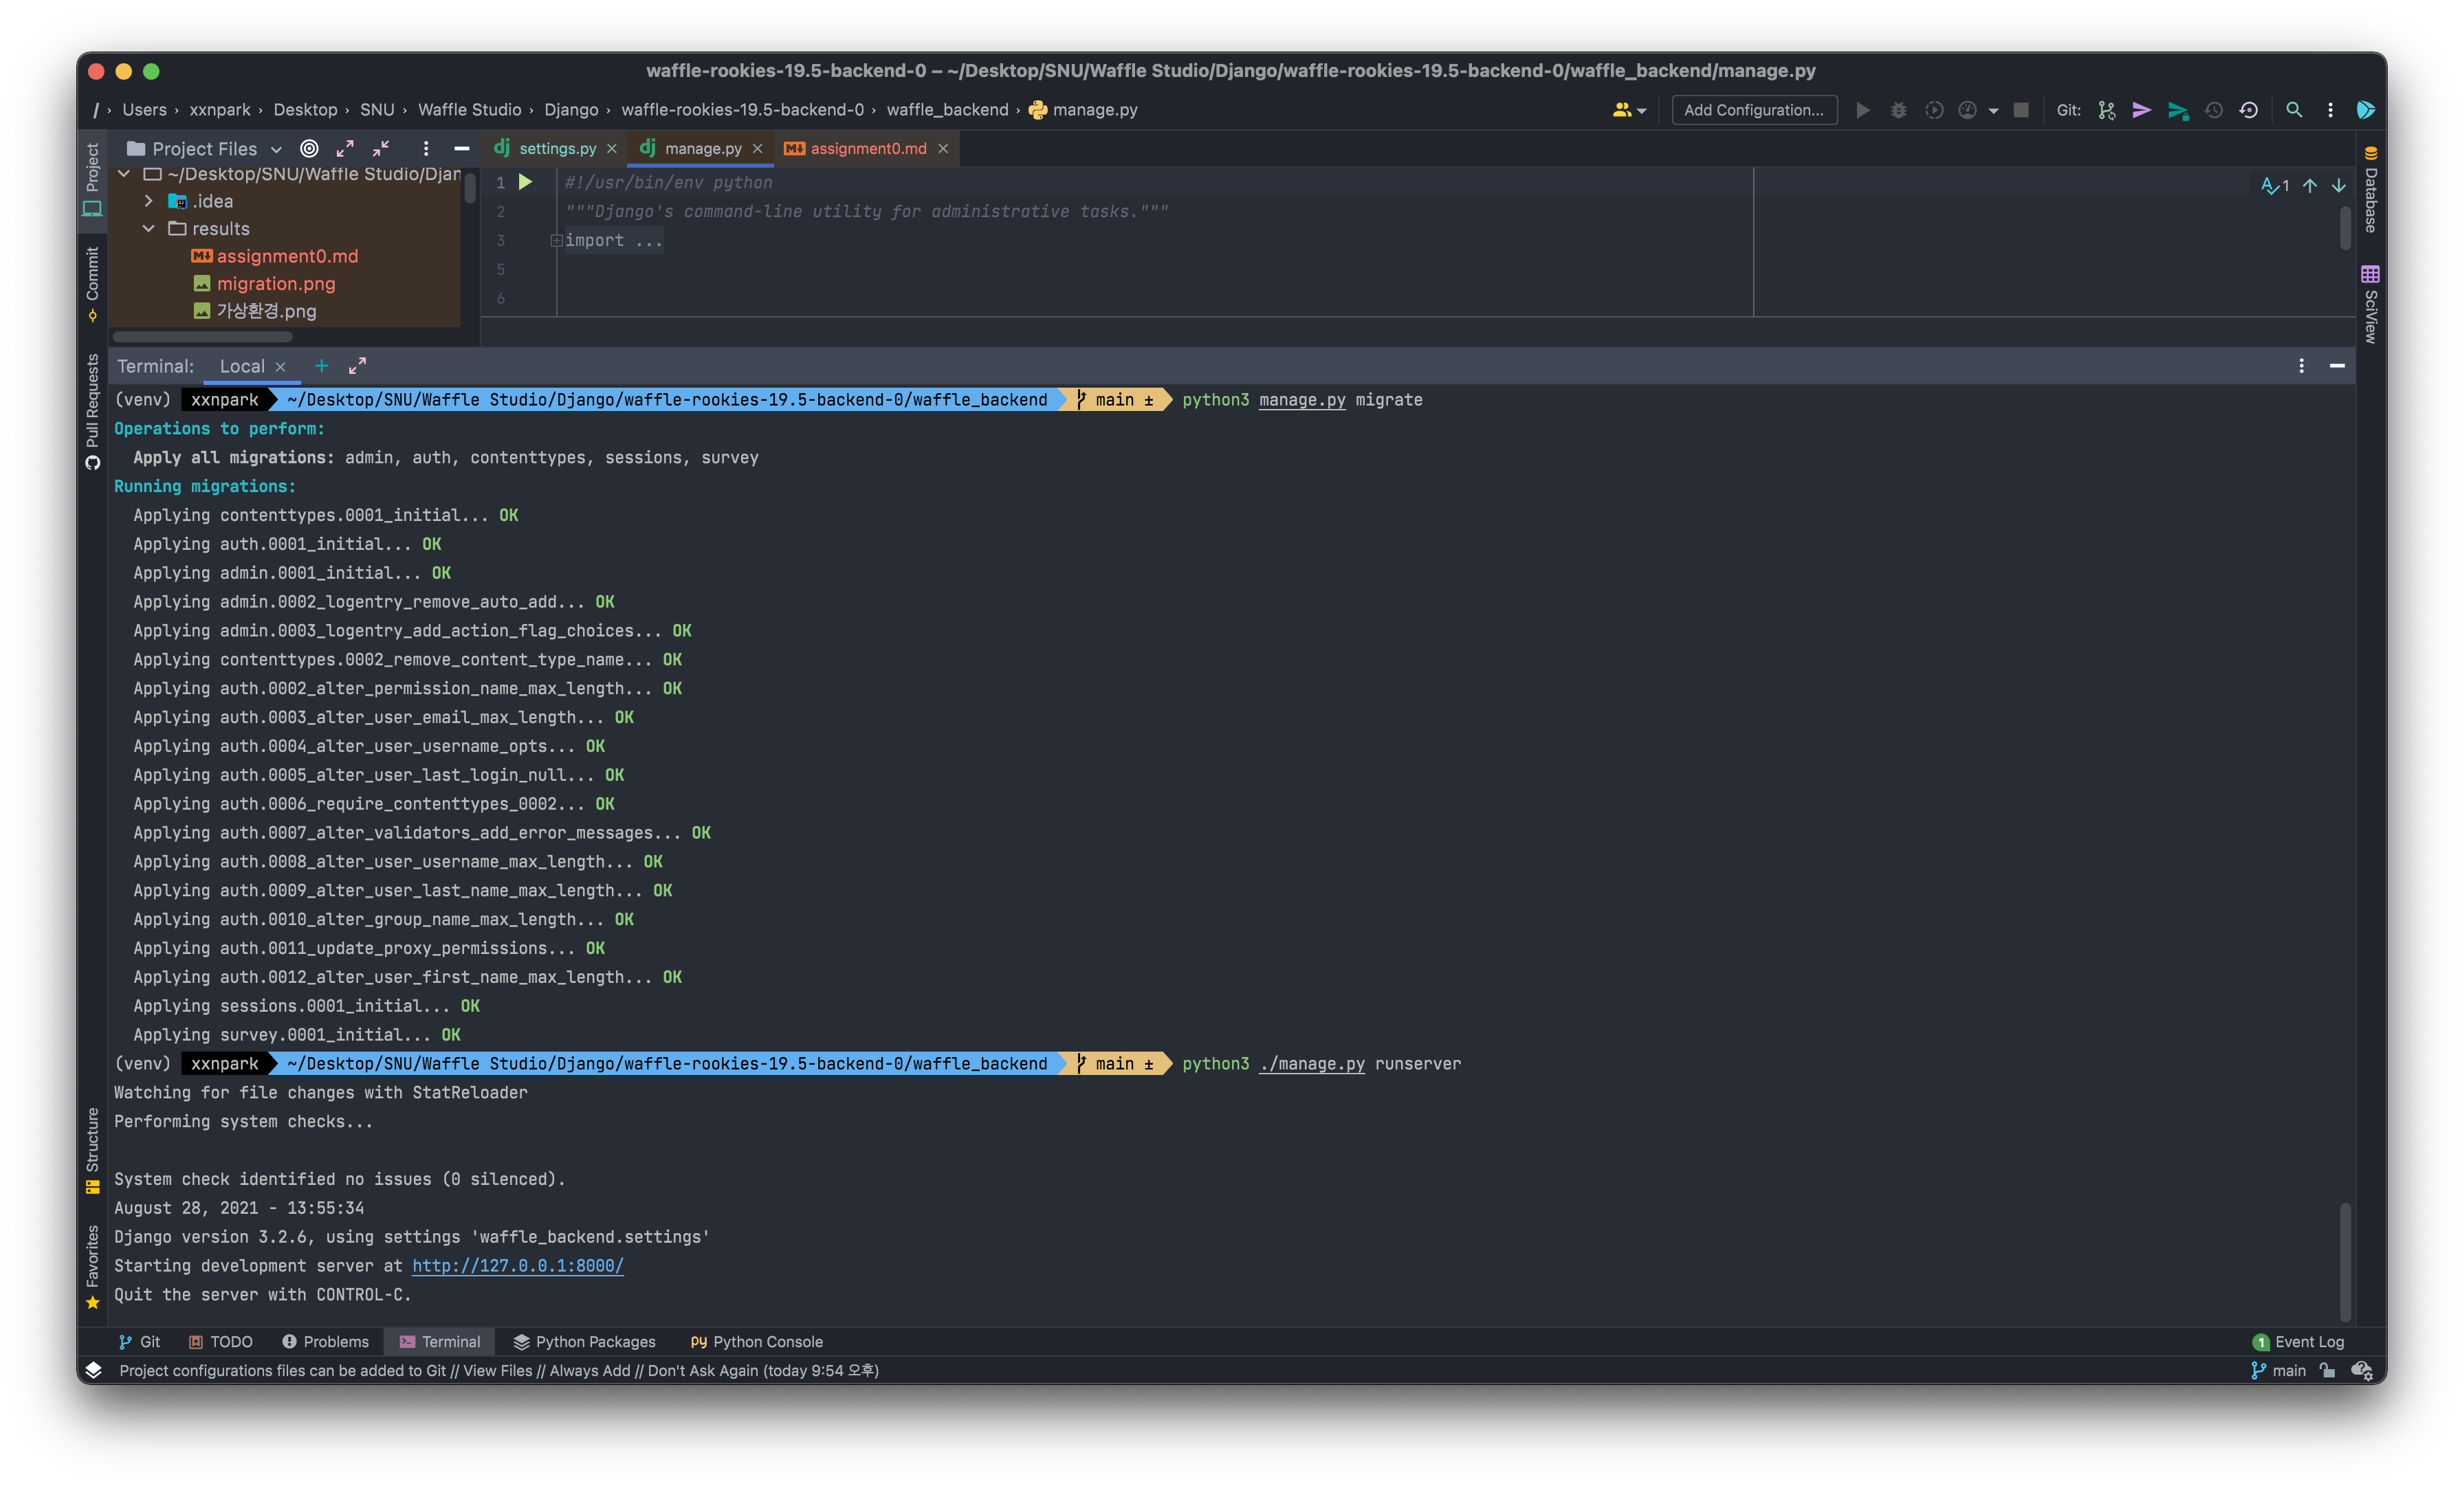 waffle-rookies-19.5-backend-0 – ~/Desktop/SNU/Waffle Studio/Django/waffle-rookies-19.5-backend-0/waffle_backend/manage.py
/ › Users › xxnpark › Desktop › SNU › Waffle Studio › Django › waffle-rookies-19.5-backend-0 › waffle_backend › manage.py
Add Configuration...
Git:
Project
Commit
Pull Requests
Structure
Favorites
Project Files
~/Desktop/SNU/Waffle Studio/Djan
.idea
results
M↓ assignment0.md
migration.png
가상환경.png
dj settings.py ×
dj manage.py ×
M↓ assignment0.md ×
1 #!/usr/bin/env python
2 """Django's command-line utility for administrative tasks."""
3 import ...
5
6
1
Database
SciView
Terminal: Local × +
(venv) xxnpark ~/Desktop/SNU/Waffle Studio/Django/waffle-rookies-19.5-backend-0/waffle_backend main ± python3 manage.py migrate
Operations to perform:
Apply all migrations: admin, auth, contenttypes, sessions, survey
Running migrations:
Applying contenttypes.0001_initial... OK
Applying auth.0001_initial... OK
Applying admin.0001_initial... OK
Applying admin.0002_logentry_remove_auto_add... OK
Applying admin.0003_logentry_add_action_flag_choices... OK
Applying contenttypes.0002_remove_content_type_name... OK
Applying auth.0002_alter_permission_name_max_length... OK
Applying auth.0003_alter_user_email_max_length... OK
Applying auth.0004_alter_user_username_opts... OK
Applying auth.0005_alter_user_last_login_null... OK
Applying auth.0006_require_contenttypes_0002... OK
Applying auth.0007_alter_validators_add_error_messages... OK
Applying auth.0008_alter_user_username_max_length... OK
Applying auth.0009_alter_user_last_name_max_length... OK
Applying auth.0010_alter_group_name_max_length... OK
Applying auth.0011_update_proxy_permissions... OK
Applying auth.0012_alter_user_first_name_max_length... OK
Applying sessions.0001_initial... OK
Applying survey.0001_initial... OK
(venv) xxnpark ~/Desktop/SNU/Waffle Studio/Django/waffle-rookies-19.5-backend-0/waffle_backend main ± python3 ./manage.py runserver
Watching for file changes with StatReloader
Performing system checks...
System check identified no issues (0 silenced).
August 28, 2021 - 13:55:34
Django version 3.2.6, using settings 'waffle_backend.settings'
Starting development server at http://127.0.0.1:8000/
Quit the server with CONTROL-C.
Git TODO Problems Terminal Python Packages py Python Console
1 Event Log
Project configurations files can be added to Git // View Files // Always Add // Don't Ask Again (today 9:54 오후)
main